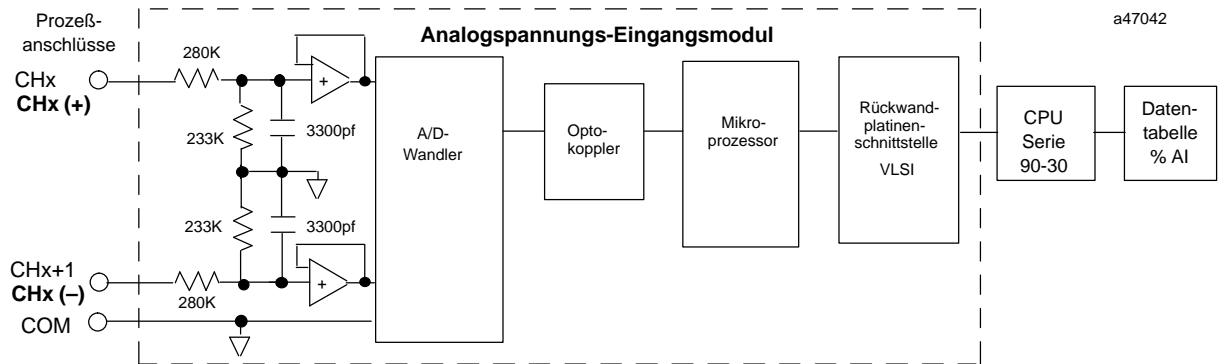 a47042
Prozeß-
anschlüsse
Analogspannungs-Eingangsmodul
280K
CHx
CHx (+)
+
233K
3300pf
A/D-
Wandler
Opto-
koppler
Mikro-
prozessor
Rückwand-
platinen-
schnittstelle
VLSI
CPU
Serie
90-30
Daten-
tabelle
% AI
233K
3300pf
CHx+1
CHx (–)
280K
+
COM